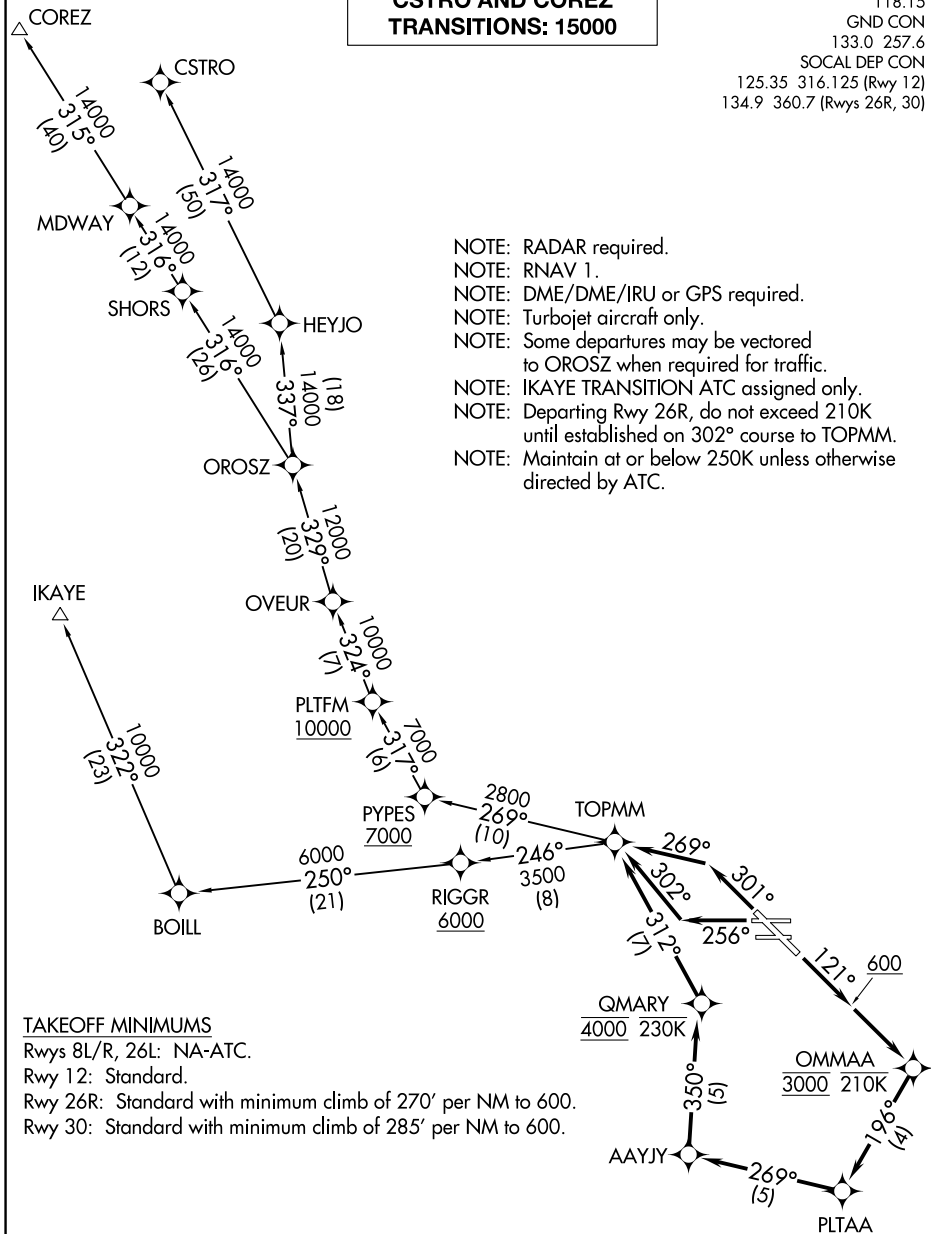 CSTRO AND COREZ
TRANSITIONS: 15000
118.15
GND CON
133.0 257.6
SOCAL DEP CON
125.35 316.125 (Rwy 12)
134.9 360.7 (Rwys 26R, 30)
COREZ
CSTRO
14000
315°
(40)
14000
317°
(50)
MDWAY
14000
316°
(12)
SHORS
HEYJO
14000
316°
(26)
(18)
14000
337°
NOTE: RADAR required.
NOTE: RNAV 1.
NOTE: DME/DME/IRU or GPS required.
NOTE: Turbojet aircraft only.
NOTE: Some departures may be vectored
to OROSZ when required for traffic.
NOTE: IKAYE TRANSITION ATC assigned only.
NOTE: Departing Rwy 26R, do not exceed 210K
until established on 302° course to TOPMM.
NOTE: Maintain at or below 250K unless otherwise
directed by ATC.
OROSZ
12000
329°
(20)
IKAYE
OVEUR
10000
324°
(7)
PLTFM
10000
10000
322°
(23)
7000
317°
(6)
PYPES
7000
2800
269°
(10)
TOPMM
269°
301°
6000
250°
(21)
246°
3500
(8)
302°
RIGGR
6000
BOILL
312°
(7)
256°
121°
600
QMARY
4000 230K
OMMAA
3000 210K
TAKEOFF MINIMUMS
Rwys 8L/R, 26L: NA-ATC.
Rwy 12: Standard.
Rwy 26R: Standard with minimum climb of 270' per NM to 600.
Rwy 30: Standard with minimum climb of 285' per NM to 600.
350°
(5)
196°
(4)
AAYJY
269°
(5)
PLTAA